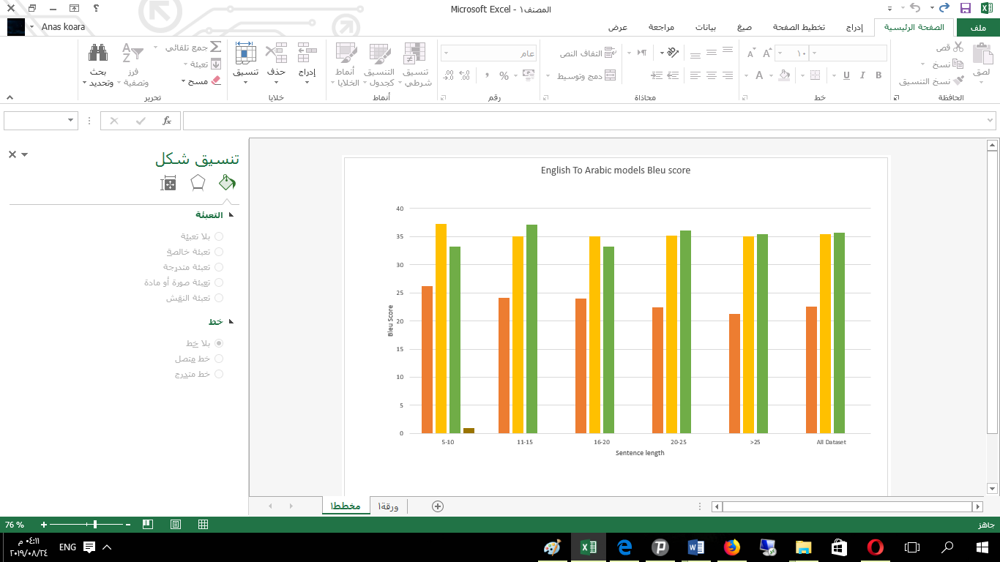 المصنف١ - Microsoft Excel
Anas koara
ملف
الصفحة الرئيسية
إدراج
تخطيط الصفحة
صيغ
بيانات
مراجعة
عرض
لصق
قص
نسخ
نسخ التنسيق
الحافظة
١٠
B
I
U
A
خط
التفاف النص
دمج وتوسيط
محاذاة
عام
%
رقم
تنسيق شرطي
التنسيق كجدول
أنماط الخلايا
أنماط
إدراج
حذف
تنسيق
خلايا
جمع تلقائي
تعبئة
مسح
فرز وتصفية
بحث وتحديد
تحرير
fx
تنسيق شكل
التعبئة
بلا تعبئة
تعبئة خالصة
تعبئة متدرجة
تعبئة صورة أو مادة
تعبئة النقش
خط
بلا خط
خط متصل
خط متدرج
English To Arabic models Bleu score
40
35
30
25
20
15
10
5
0
Bleu Score
5-10
11-15
16-20
20-25
>25
All Dataset
Sentence length
ورقة١
مخطط١
جاهز
76 %
٠٤:١١ م
٢٠١٩/٠٨/٢٤
ENG